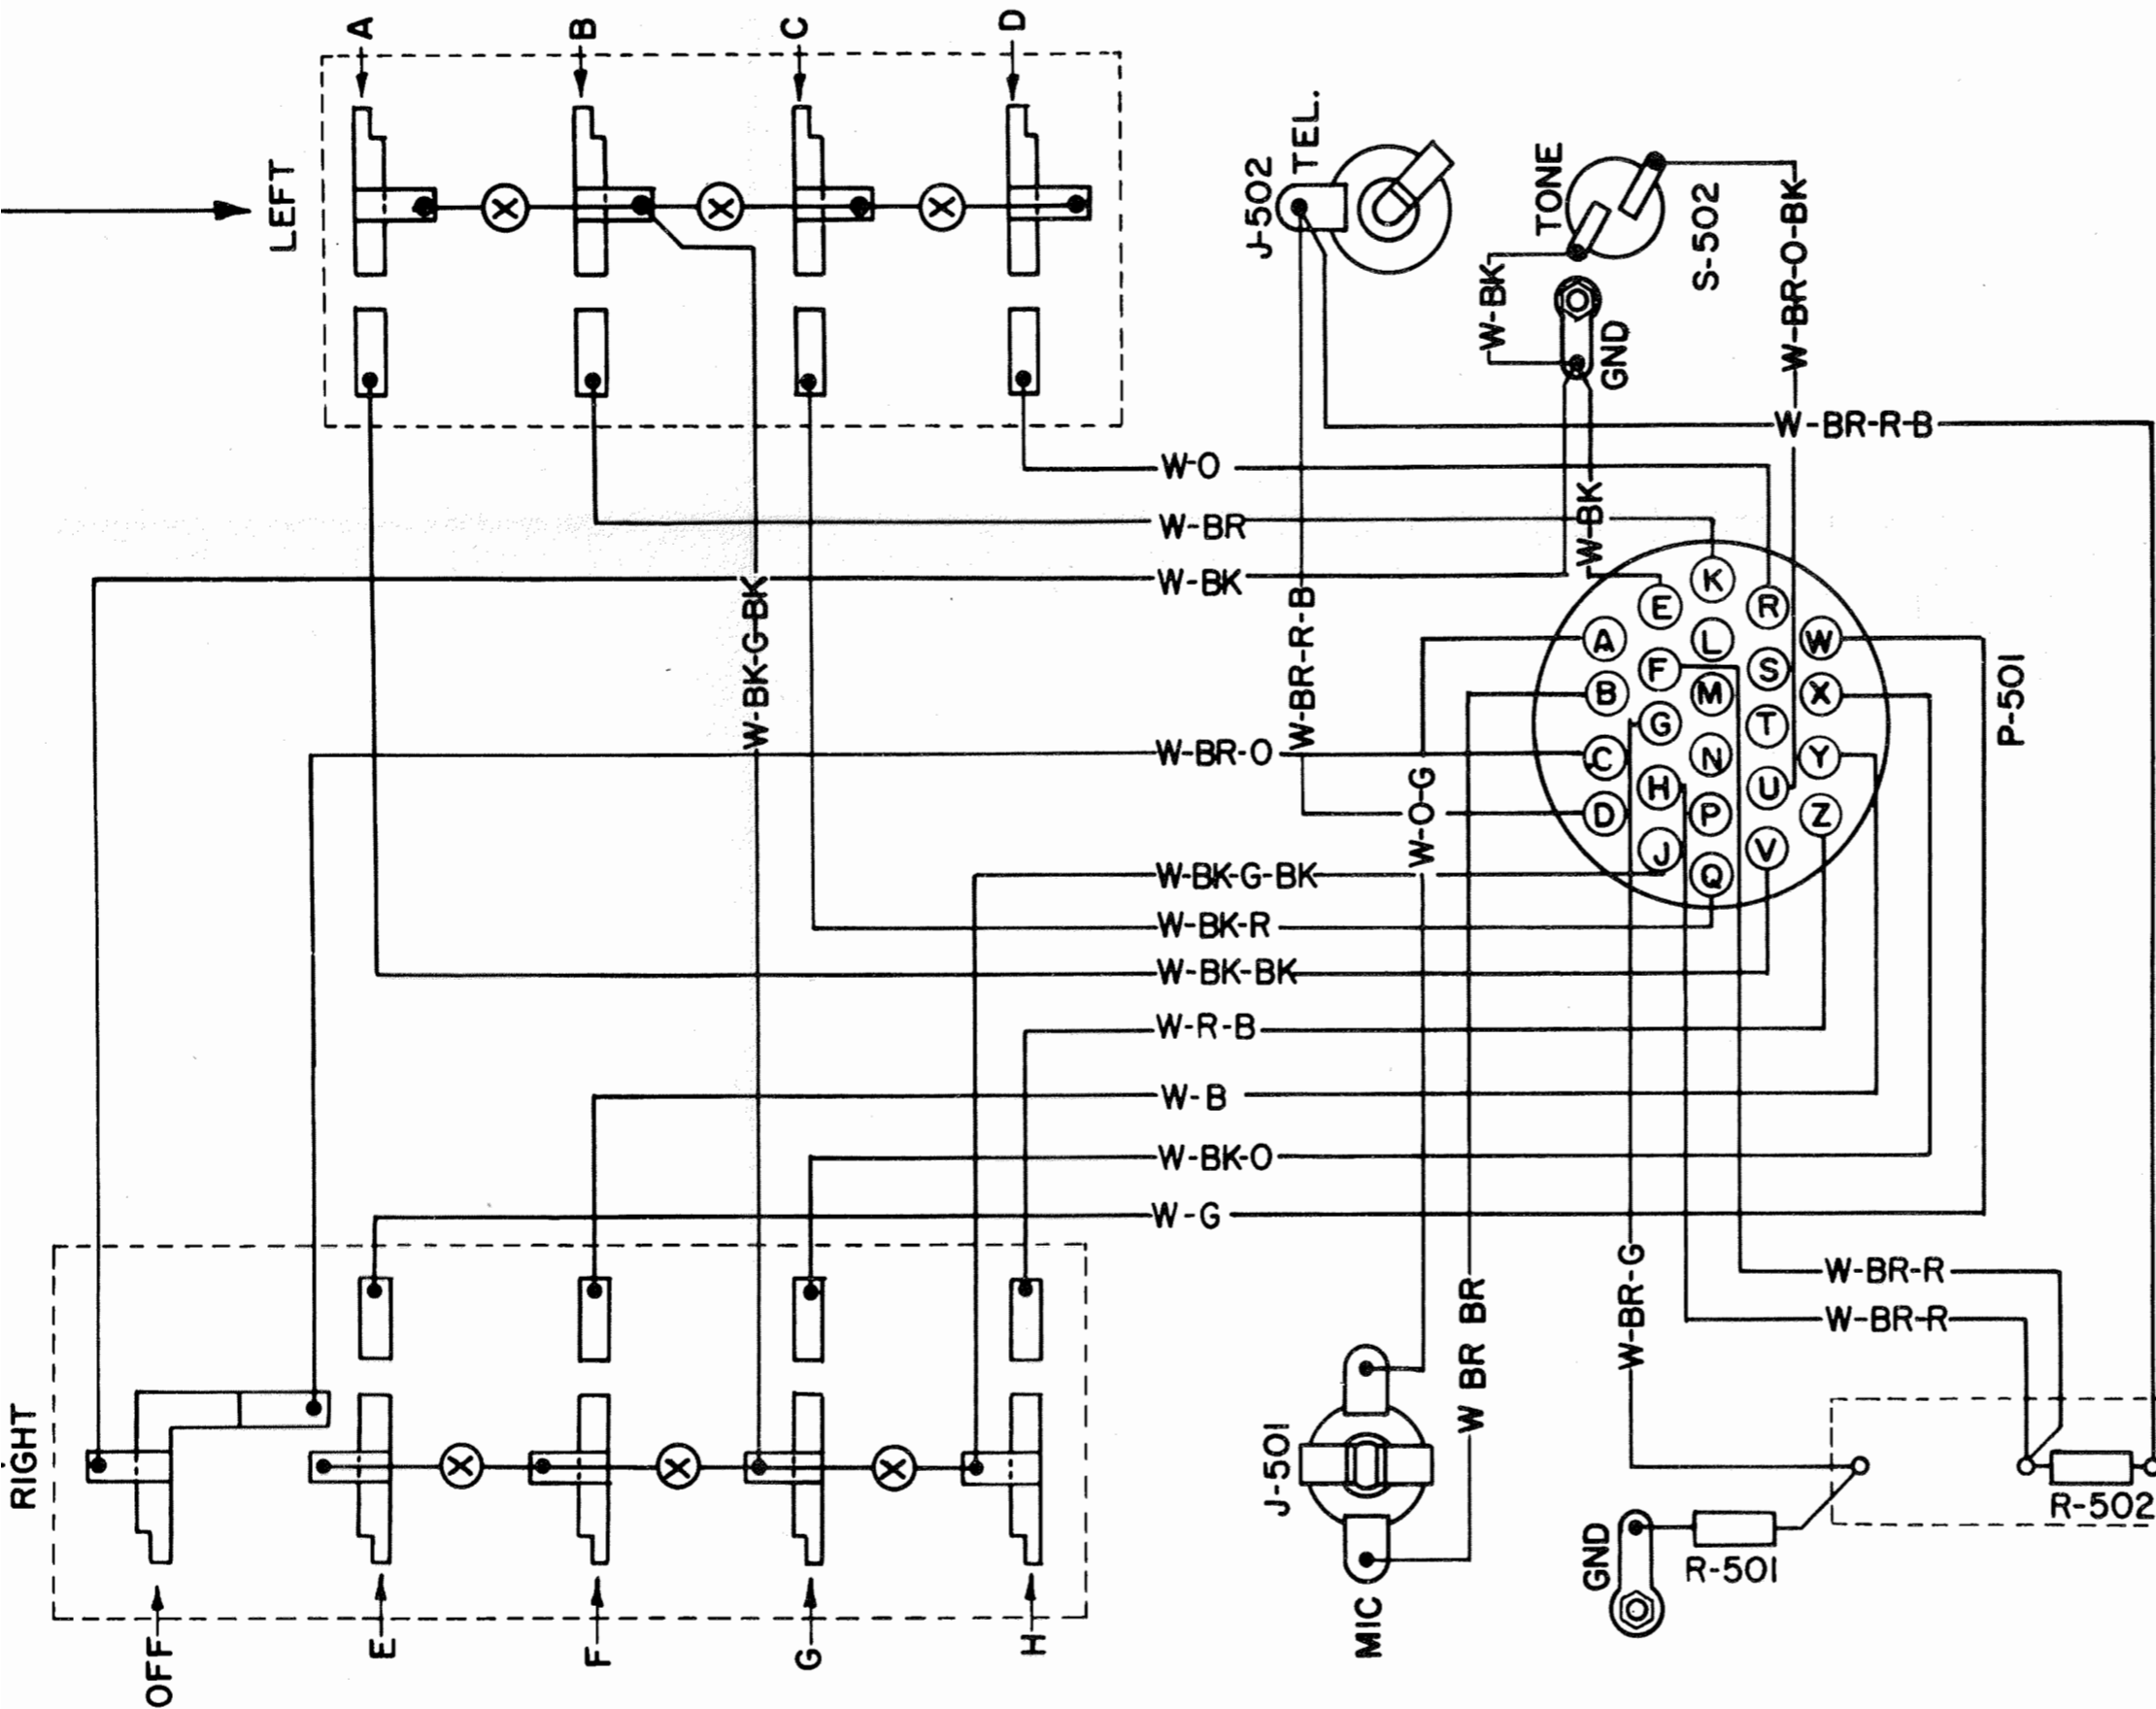 A
B
C
D
LEFT
J-502
TEL.
TONE
S-502
W-BK
GND
W-BR-O-BK
W-BR-R-B
W-O
W-BR
W-BK
W-BK
W-BK-G-BK
W-BR-R-B
K
E
R
A
L
W
F
S
B
M
X
G
T
C
N
Y
H
U
D
P
Z
J
V
Q
P-501
W-BR-O
W-O-G
W-BK-G-BK
W-BK-R
W-BK-BK
W-R-B
W-B
W-BK-O
W-G
W-BR-G
W-BR-R
W-BR-R
W BR BR
RIGHT
J-501
MIC
GND
R-501
R-502
OFF
E
F
G
H